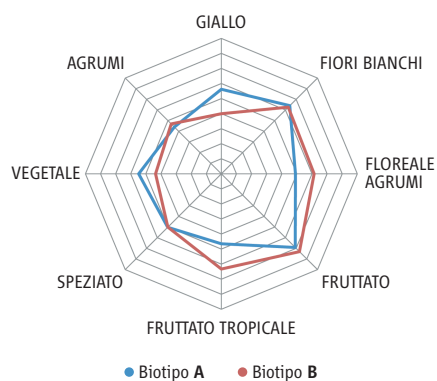 GIALLO
AGRUMI
FIORI BIANCHI
VEGETALE
FLOREALE
AGRUMI
SPEZIATO
FRUTTATO
FRUTTATO TROPICALE
Biotipo A
Biotipo B